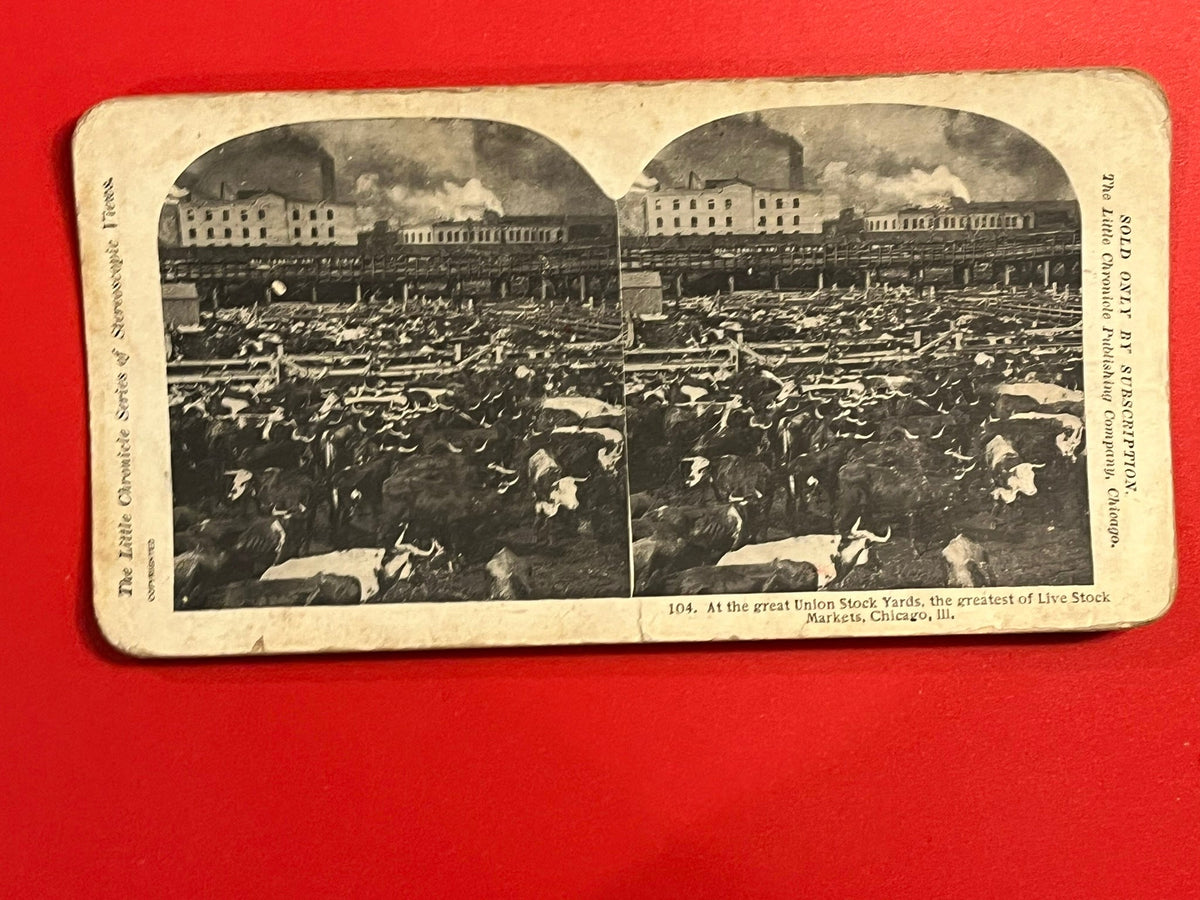 The Little Chronicle Series of Stereoscopic Views.
COPYRIGHTED
SOLD ONLY BY SUBSCRIPTION.
The Little Chronicle Publishing Company, Chicago.
104. At the great Union Stock Yards, the greatest of Live Stock
Markets, Chicago, Ill.